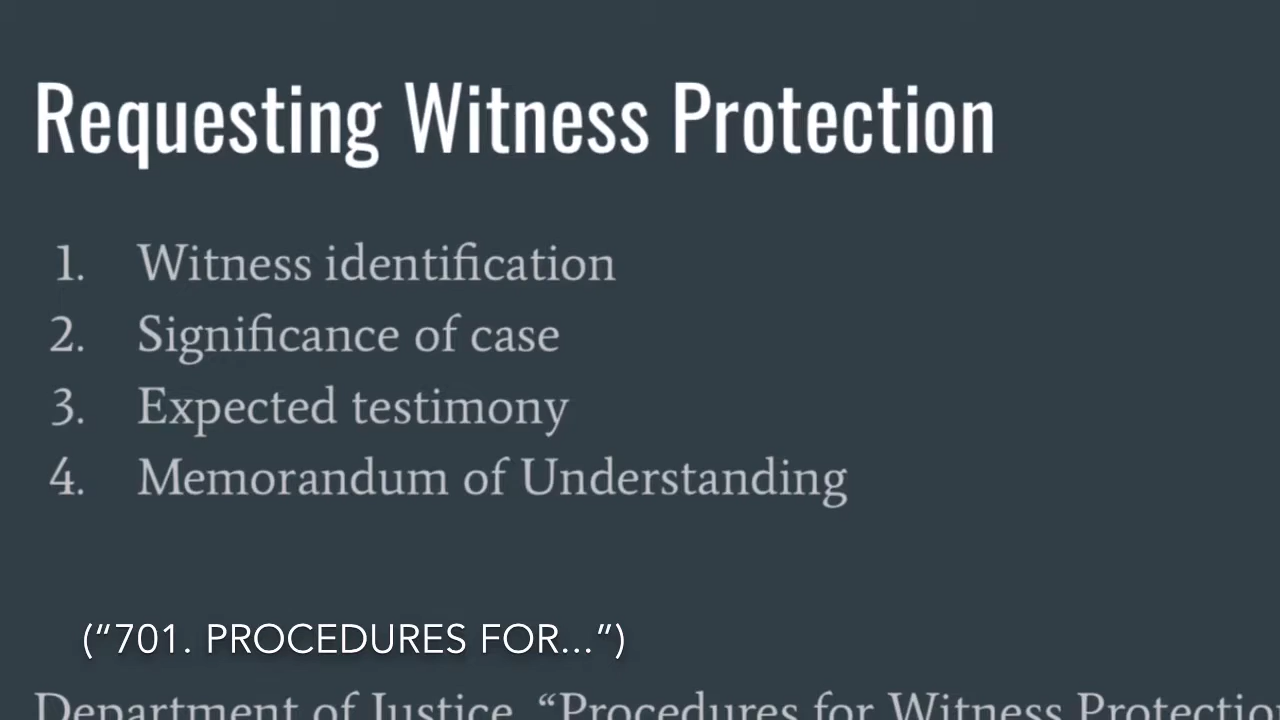 Requesting Witness Protection
1. Witness identification
2. Significance of case
3. Expected testimony
4. Memorandum of Understanding
(“701. PROCEDURES FOR...”)
Department of Justice, “Procedures for Witness Protection